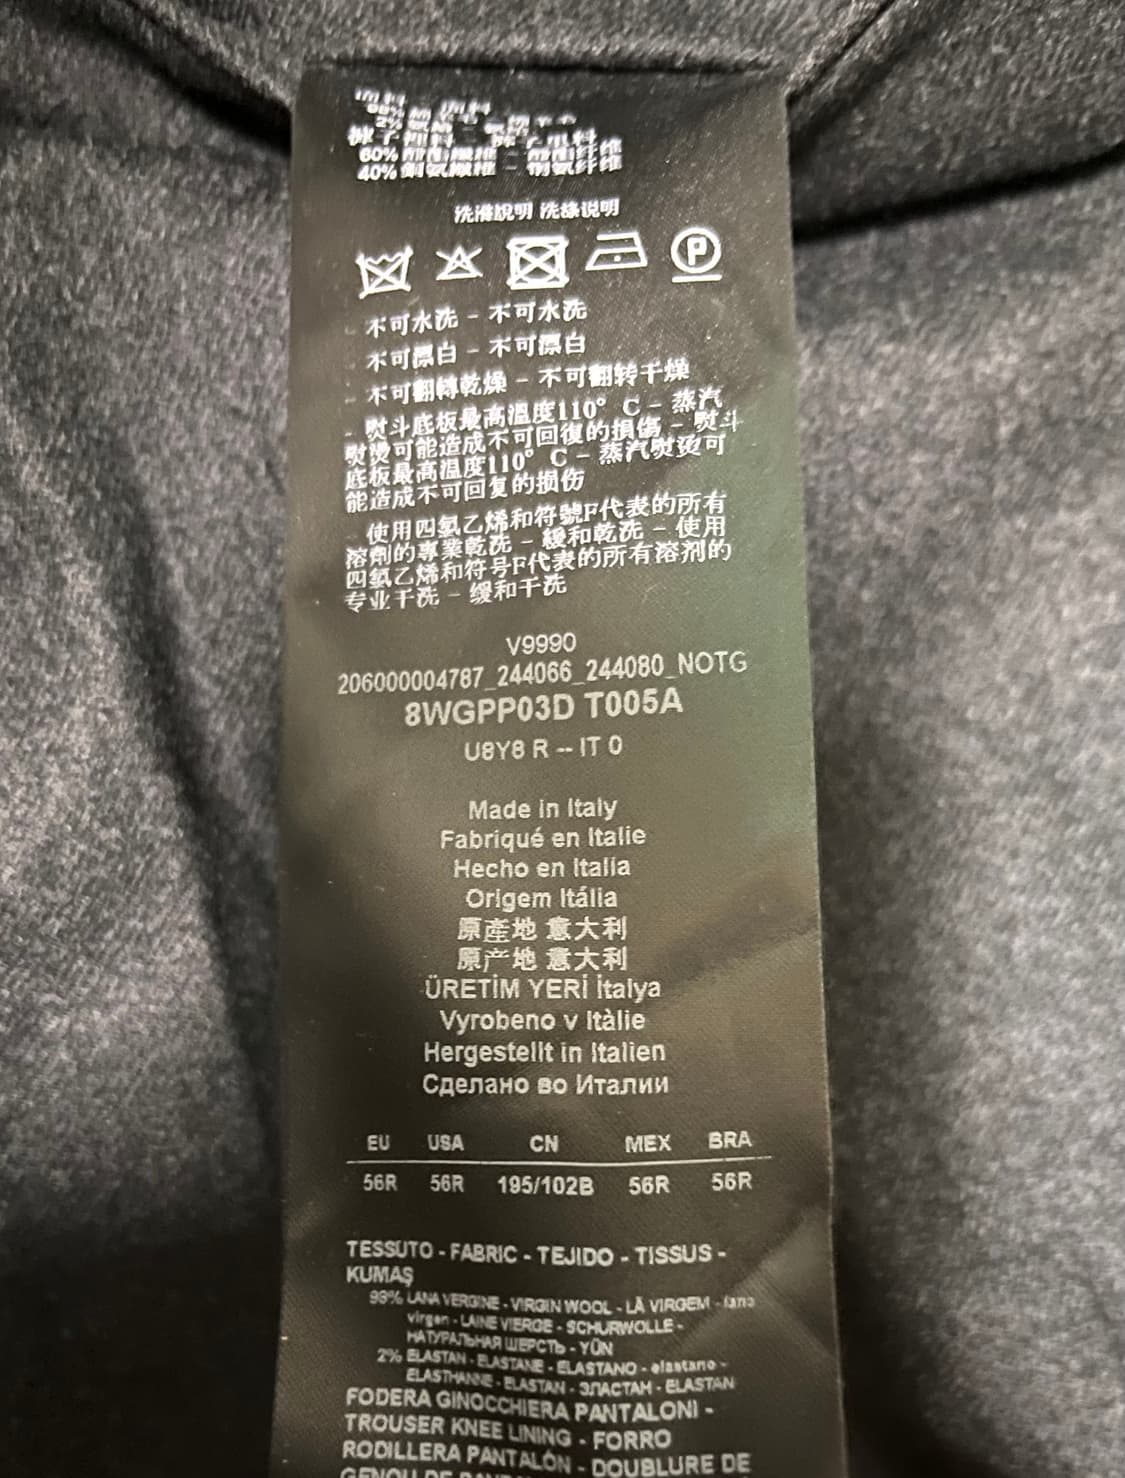 60%
40%
洗滌說明 洗涤说明
P
- 不可水洗 - 不可水洗
- 不可漂白 - 不可漂白
- 不可翻轉乾燥 - 不可翻转干燥
- 熨斗底板最高溫度110° C - 蒸汽
熨燙可能造成不可回復的損傷 - 熨斗
底板最高温度110° C - 蒸汽熨烫可
能造成不可回复的损伤
使用四氯乙烯和符號F代表的所有
溶劑的專業乾洗 - 緩和乾洗 - 使用
四氯乙烯和符号F代表的所有溶剂的
专业干洗 - 缓和干洗
V9990
206000004787_244066_244080_NOTG
8WGPP03D T005A
U8Y8 R -- IT 0
Made in Italy
Fabriqué en Italie
Hecho en Italia
Origem Itália
原產地 意大利
原产地 意大利
ÜRETİM YERİ İtalya
Vyrobeno v Itàlie
Hergestellt in Italien
Сделано во Италии
EU USA CN MEX BRA
56R 56R 195/102B 56R 56R
TESSUTO - FABRIC - TEJIDO - TISSUS -
KUMAŞ
98% LANA VERGINE - VIRGIN WOOL - LÃ VIRGEM - lana
virgen - LAINE VIERGE - SCHURWOLLE -
НАТУРАЛЬНАЯ ШЕРСТЬ - YÜN
2% ELASTAN - ELASTANE - ELASTANO - elastano -
ELASTHANNE - ELASTAN - ЭЛАСТАН - ELASTAN
FODERA GINOCCHIERA PANTALONI -
TROUSER KNEE LINING - FORRO
RODILLERA PANTALÓN - DOUBLURE DE
GENOU DE